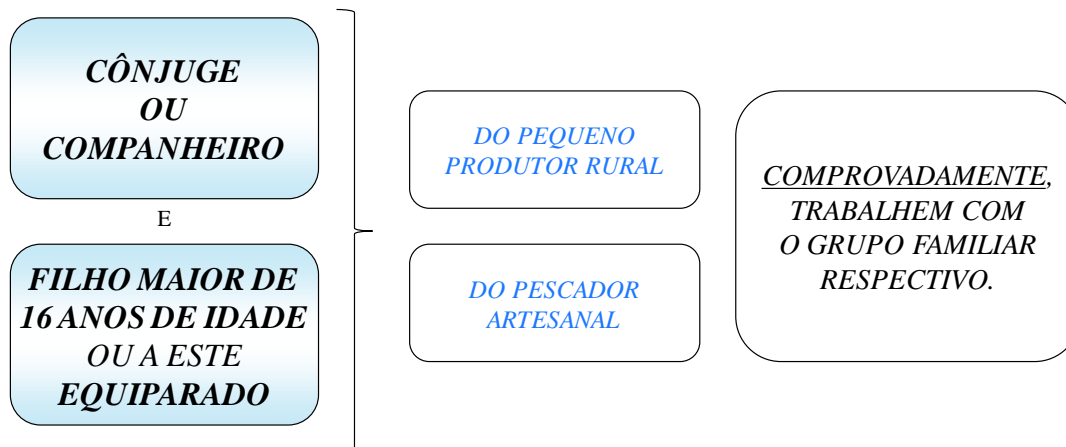 CÔNJUGE
OU
COMPANHEIRO
E
FILHO MAIOR DE
16 ANOS DE IDADE
OU A ESTE
EQUIPARADO
DO PEQUENO
PRODUTOR RURAL
DO PESCADOR
ARTESANAL
COMPROVADAMENTE,
TRABALHEM COM
O GRUPO FAMILIAR
RESPECTIVO.